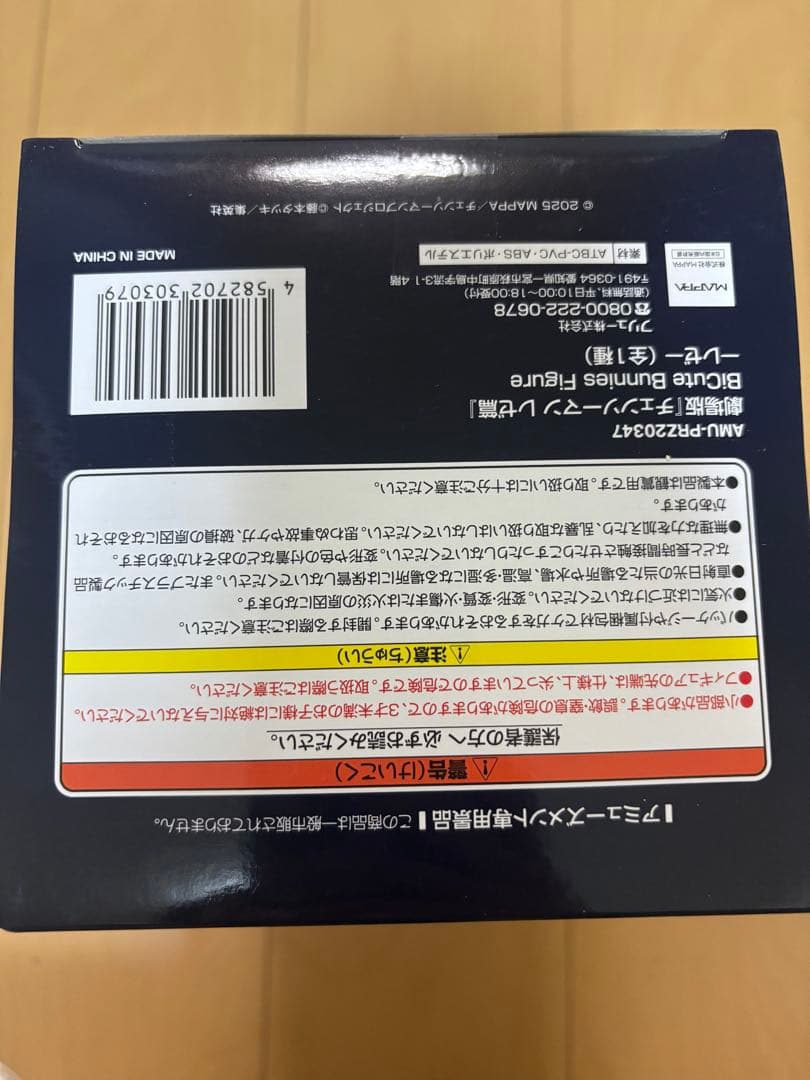 ▌アミューズメント専用景品▐ この商品は一般市販されておりません。
⚠警告(けいこく)
保護者の方へ 必ずお読みください。
●小部品があります。誤飲・窒息の危険がありますので、3才未満のお子様には絶対に与えないでください。
●フィギュアの先端は、仕様上、尖っていますので危険です。取扱う際はご注意ください。
⚠注意(ちゅうい)
●パッケージや付属梱包材でケガをするおそれがあります。開封する際はご注意ください。
●火気には近づけないでください。変形・変質・火傷または火災の原因になります。
●直射日光の当たる場所や水場、高温・多湿になる場所には保管しないでください。またプラスチック製品
などと長時間接触させたりこすったりしないでください。変形や色の付着などのおそれがあります。
●無理な力を加えたり、乱暴な取り扱いはしないでください。思わぬ事故やケガ、破損の原因になるおそれ
があります。
●本製品は観賞用です。取り扱いには十分ご注意ください。
AMU-PRZ20347
劇場版『チェンソーマン レゼ篇』
BiCute Bunnies Figure
ーレゼー(全1種)
フリュー株式会社
☎0800-222-0678
(通話無料、平日10:00~18:00受付)
〒491-0364 愛知県一宮市萩原町中島字流3-1 4階
素材 ATBC-PVC・ABS・ポリエステル
MAPPA
株式会社MAPPA
日本国内販売許諾
4 582702 303079
MADE IN CHINA
© 2025 MAPPA/チェンソーマンプロジェクト ©藤本タツキ/集英社